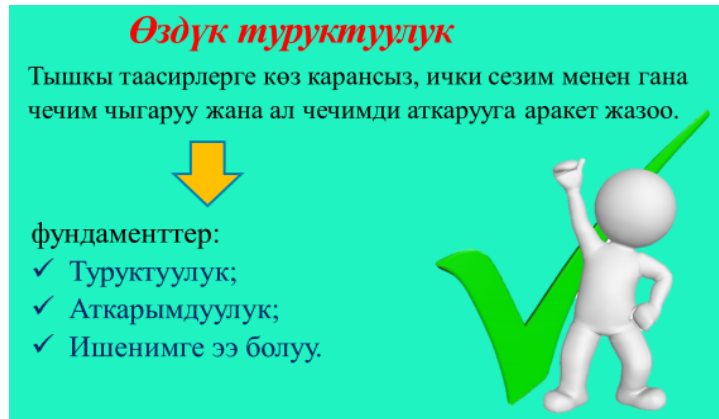 Өздүк туруктуулук
Тышкы таасирлерге көз карансыз, ички сезим менен гана
чечим чыгаруу жана ал чечимди аткарууга аракет жазоо.
фундаменттер:
✓ Туруктуулук;
✓ Аткарымдуулук;
✓ Ишенимге ээ болуу.